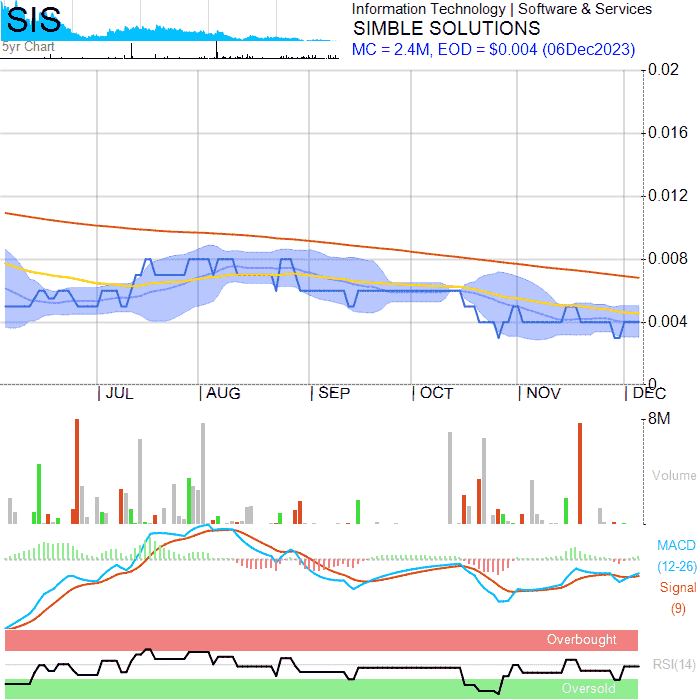 SIS
5yr Chart
Information Technology | Software & Services
SIMBLE SOLUTIONS
MC = 2.4M, EOD = $0.004 (06Dec2023)
0.02
0.016
0.012
0.008
0.004
0
JUL AUG SEP OCT NOV DEC
8M
Volume
MACD
(12-26)
Signal
(9)
Overbought
RSI(14)
Oversold